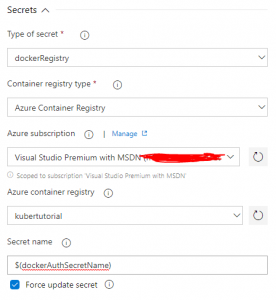 Secrets
Type of secret *
dockerRegistry
Container registry type *
Azure Container Registry
Azure subscription | Manage
Visual Studio Premium with MSDN (
Scoped to subscription 'Visual Studio Premium with MSDN'
Azure container registry
kubertutorial
Secret name
$(dockerAuthSecretName)
Force update secret